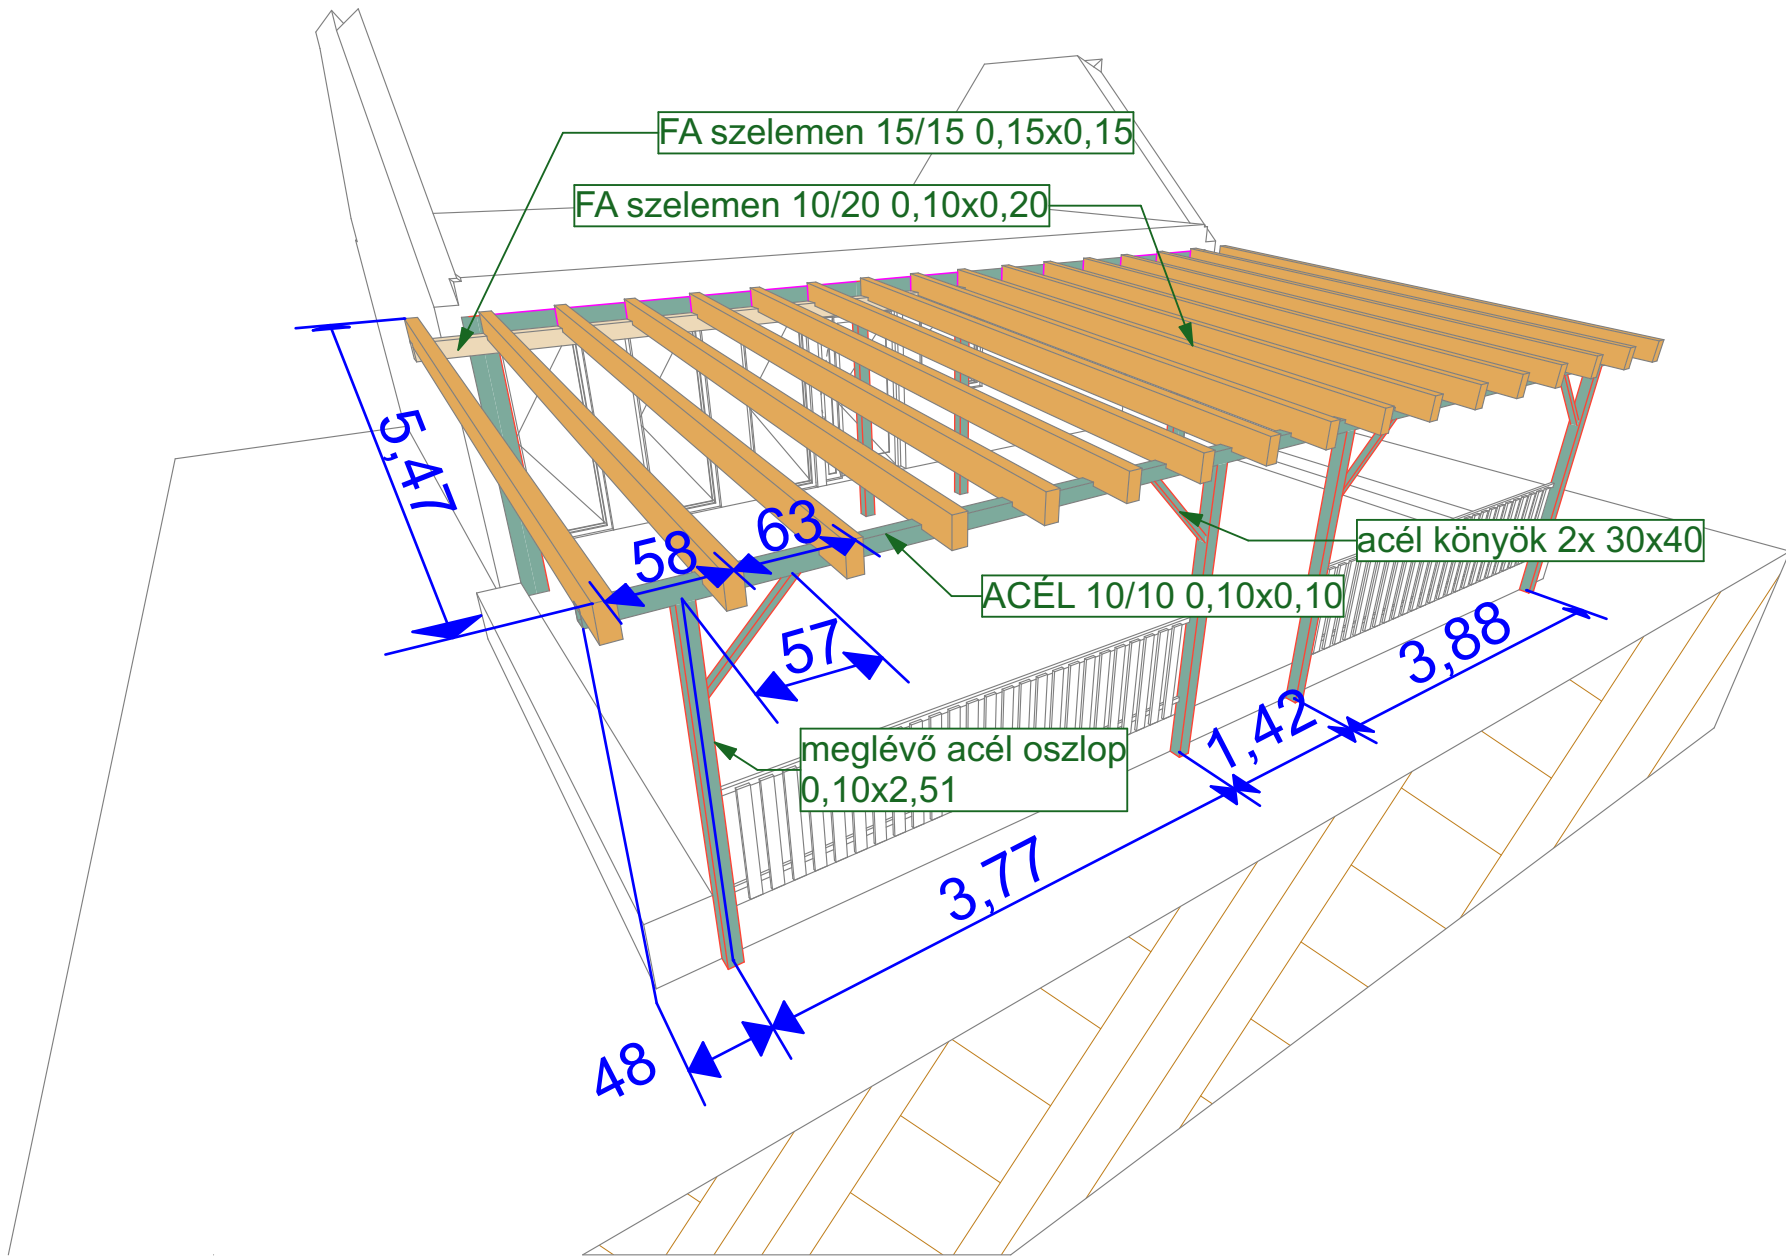 FA szelemen 15/15 0,15x0,15
FA szelemen 10/20 0,10x0,20
5,47
58
63
acél könyök 2x 30x40
ACÉL 10/10 0,10x0,10
57
3,88
1,42
meglévő acél oszlop
0,10x2,51
3,77
48